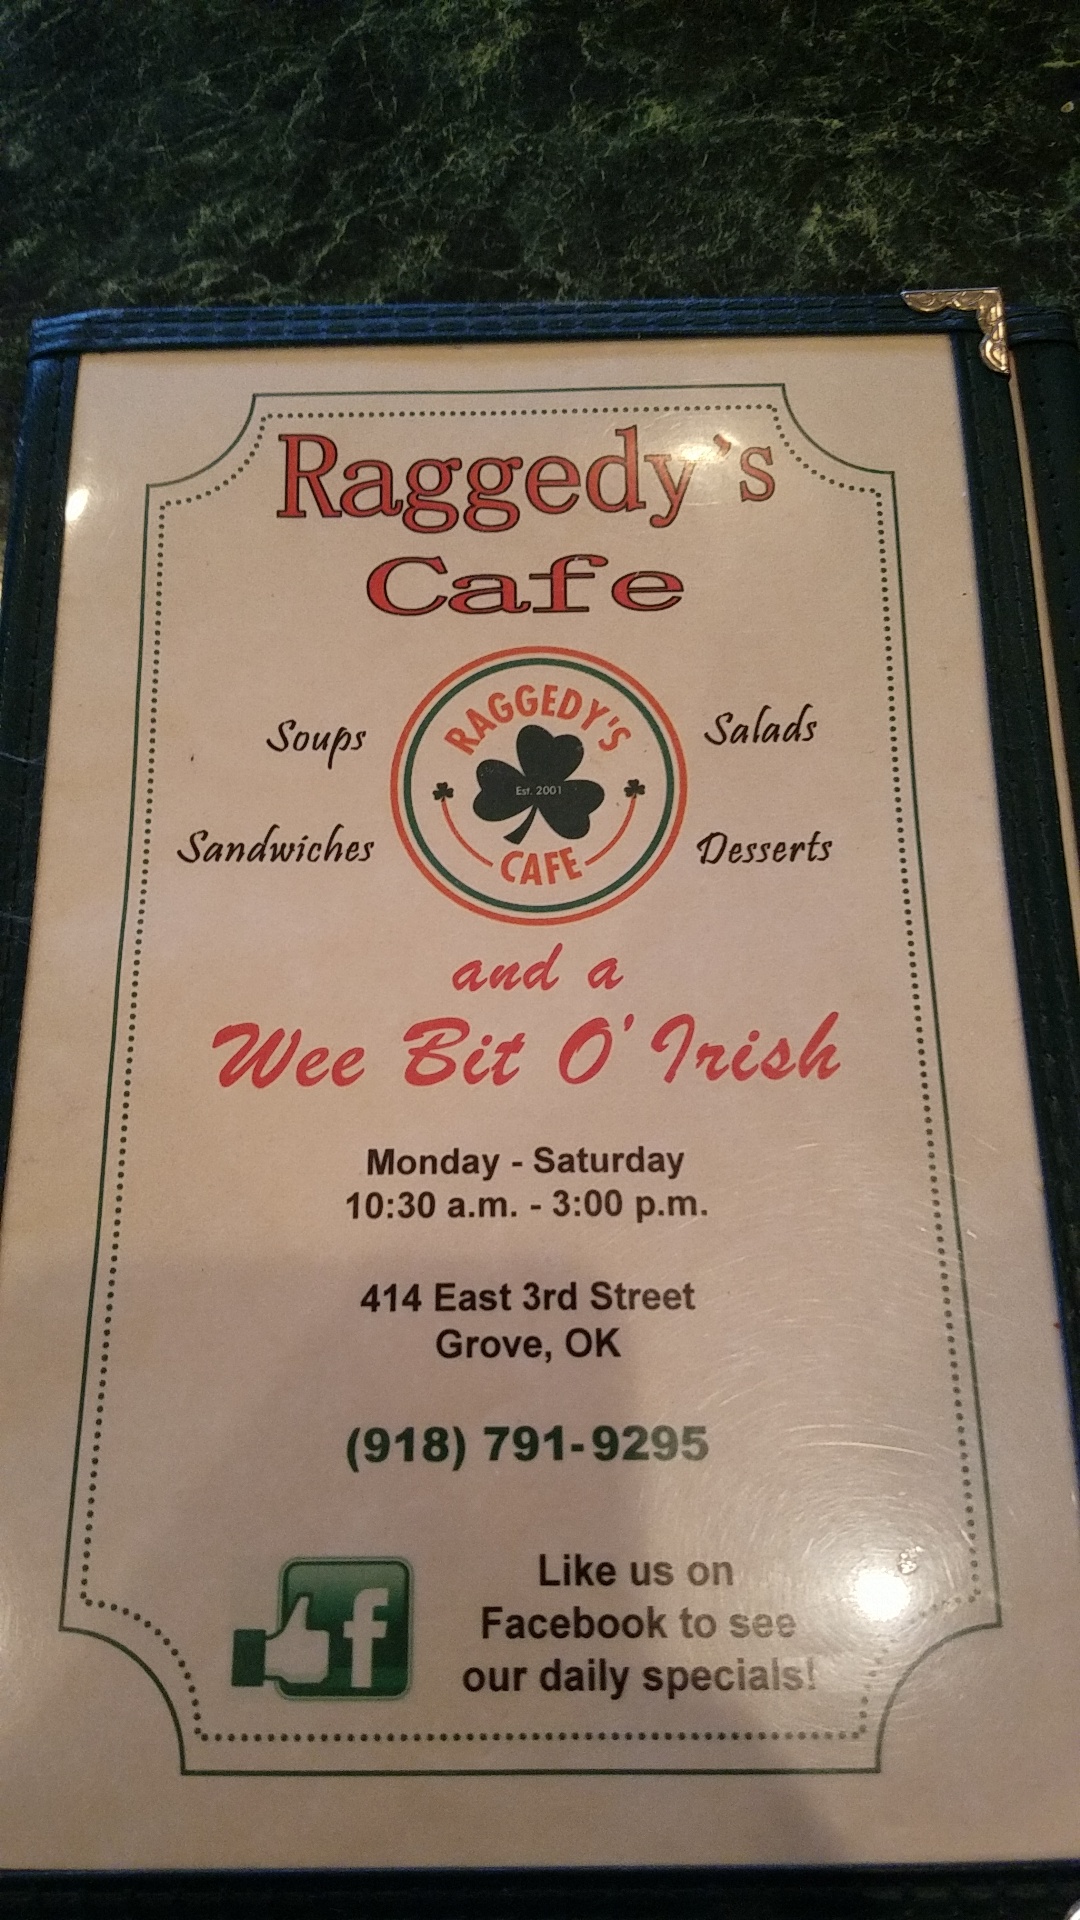 Raggedy's
Cafe
RAGGEDY'S
Est. 2001
CAFE
Soups
Salads
Sandwiches
Desserts
and a
Wee Bit O' Irish
Monday - Saturday
10:30 a.m. - 3:00 p.m.
414 East 3rd Street
Grove, OK
(918) 791-9295
f
Like us on
Facebook to see
our daily specials!